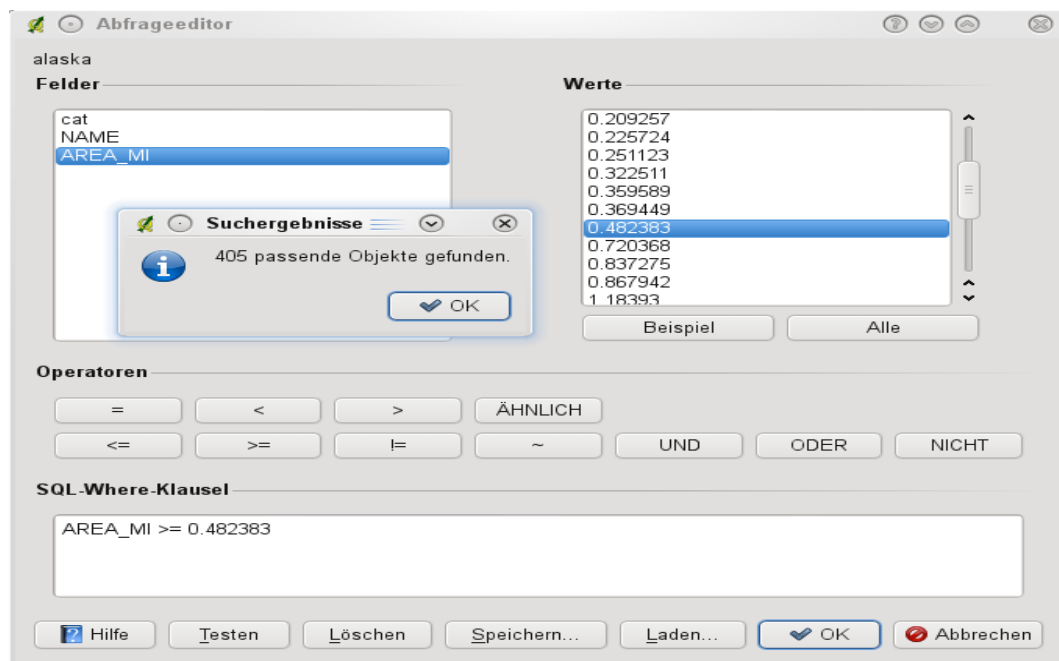 Abfrageeditor
alaska
Felder
Werte
cat
NAME
AREA_MI
0.209257
0.225724
0.251123
0.322511
0.359589
0.369449
0.482383
0.720368
0.837275
0.867942
1.18393
Suchergebnisse
405 passende Objekte gefunden.
OK
Beispiel
Alle
Operatoren
= < > ÄHNLICH
<= >= != ~ UND ODER NICHT
SQL-Where-Klausel
AREA_MI >= 0.482383
Hilfe Testen Löschen Speichern... Laden... OK Abbrechen